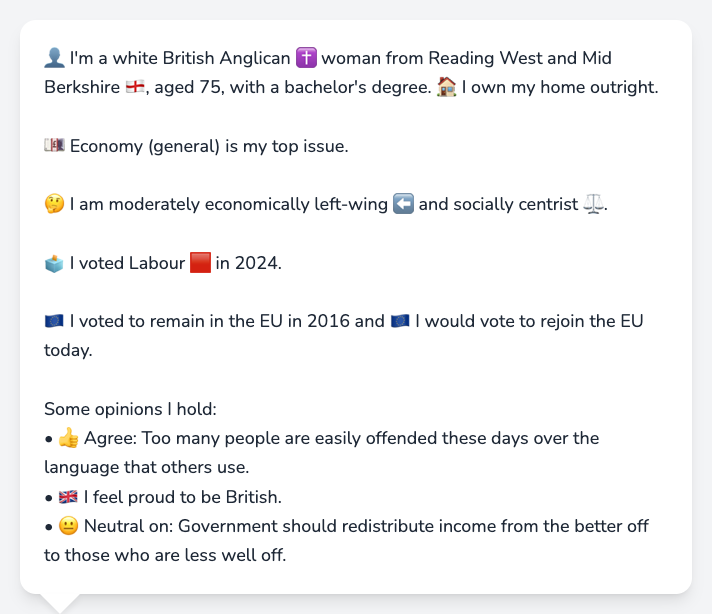 👤 I'm a white British Anglican ✝️ woman from Reading West and Mid
Berkshire 🏴󠁧󠁢󠁥󠁮󠁧󠁿, aged 75, with a bachelor's degree. 🏠 I own my home outright.
💷 Economy (general) is my top issue.
🤔 I am moderately economically left-wing ⬅️ and socially centrist ⚖️.
🗳️ I voted Labour 🟥 in 2024.
🇪🇺 I voted to remain in the EU in 2016 and 🇪🇺 I would vote to rejoin the EU
today.
Some opinions I hold:
• 👍 Agree: Too many people are easily offended these days over the
language that others use.
• 🇬🇧 I feel proud to be British.
• 😐 Neutral on: Government should redistribute income from the better off
to those who are less well off.